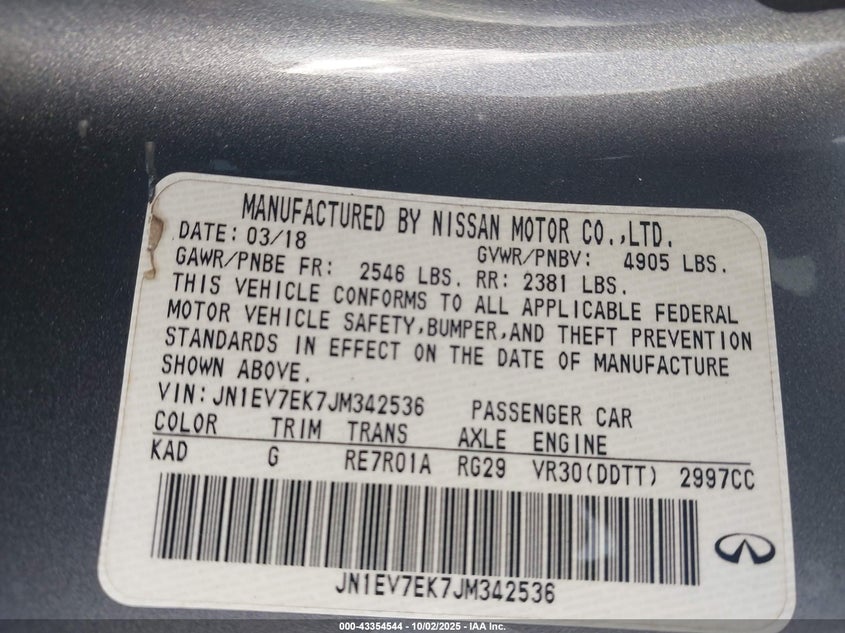 MANUFACTURED BY NISSAN MOTOR CO.,LTD.
DATE: 03/18 GVWR/PNBV: 4905 LBS.
GAWR/PNBE FR: 2546 LBS. RR: 2381 LBS.
THIS VEHICLE CONFORMS TO ALL APPLICABLE FEDERAL
MOTOR VEHICLE SAFETY,BUMPER,AND THEFT PREVENTION
STANDARDS IN EFFECT ON THE DATE OF MANUFACTURE
SHOWN ABOVE.
VIN:JN1EV7EK7JM342536 PASSENGER CAR
COLOR TRIM TRANS AXLE ENGINE
KAD G RE7R01A RG29 VR30(DDTT) 2997CC
JN1EV7EK7JM342536
000-43354544 - 10/02/2025 - IAA Inc.